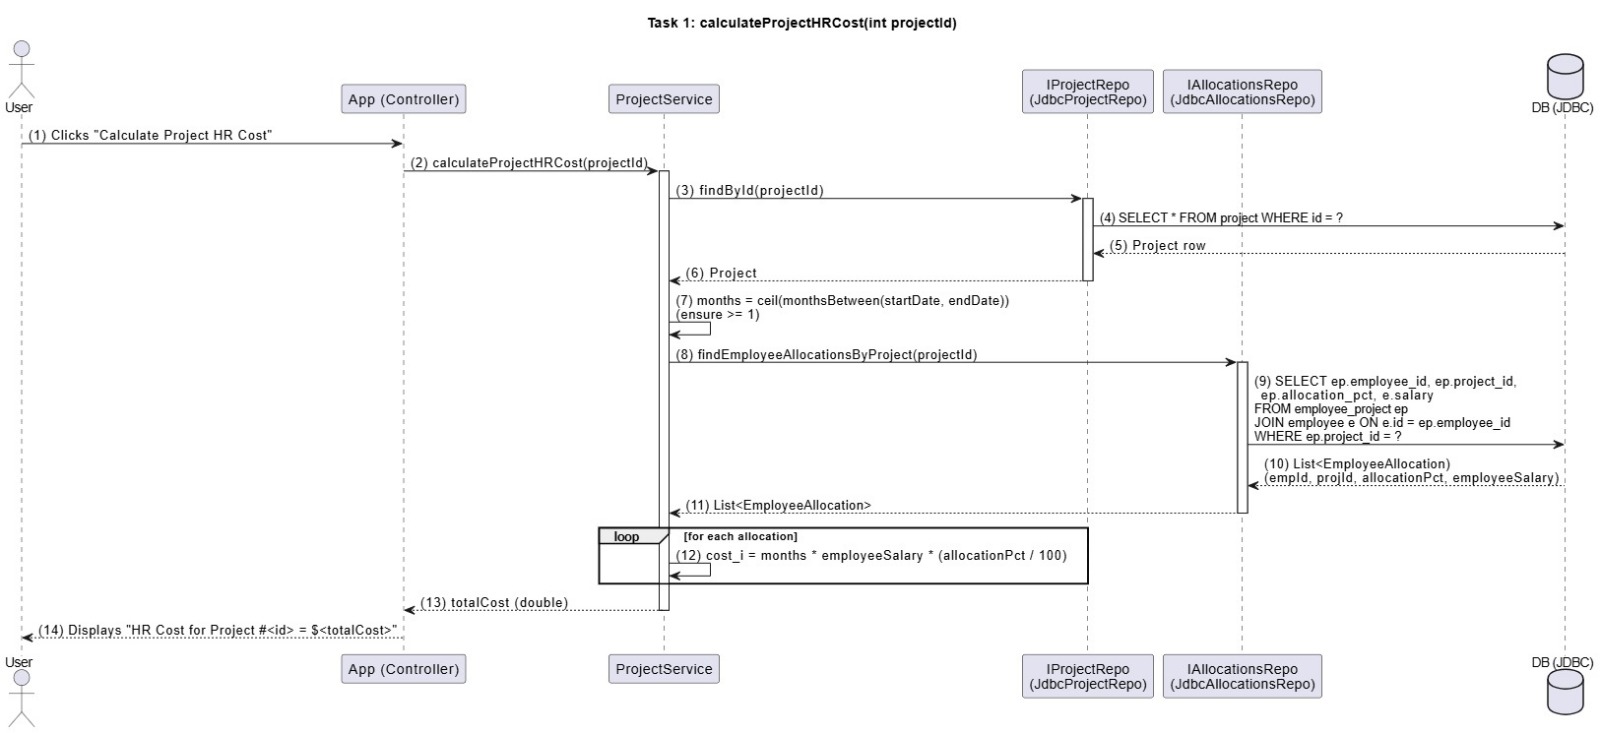 Task 1: calculateProjectHRCost(int projectId)
User
App (Controller)
ProjectService
IProjectRepo
(JdbcProjectRepo)
IAllocationsRepo
(JdbcAllocationsRepo)
DB (JDBC)
(1) Clicks "Calculate Project HR Cost"
(2) calculateProjectHRCost(projectId)
(3) findById(projectId)
(4) SELECT * FROM project WHERE id = ?
(5) Project row
(6) Project
(7) months = ceil(monthsBetween(startDate, endDate))
(ensure >= 1)
(8) findEmployeeAllocationsByProject(projectId)
(9) SELECT ep.employee_id, ep.project_id,
ep.allocation_pct, e.salary
FROM employee_project ep
JOIN employee e ON e.id = ep.employee_id
WHERE ep.project_id = ?
(10) List<EmployeeAllocation)
(empId, projId, allocationPct, employeeSalary)
(11) List<EmployeeAllocation>
loop
[for each allocation]
(12) cost_i = months * employeeSalary * (allocationPct / 100)
(13) totalCost (double)
(14) Displays "HR Cost for Project #<id> = $<totalCost>"
User
App (Controller)
ProjectService
IProjectRepo
(JdbcProjectRepo)
IAllocationsRepo
(JdbcAllocationsRepo)
DB (JDBC)